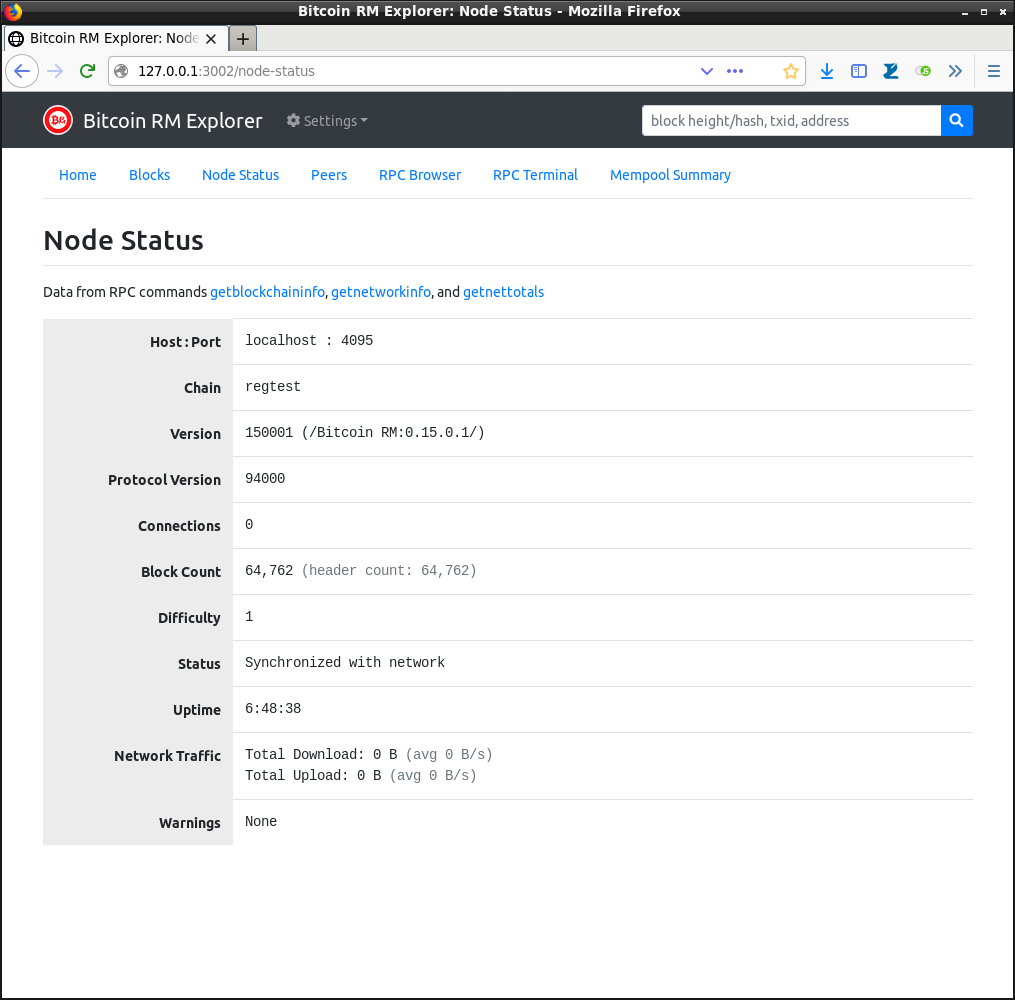 Bitcoin RM Explorer: Node Status - Mozilla Firefox
Bitcoin RM Explorer: Node
127.0.0.1:3002/node-status
Bitcoin RM Explorer Settings block height/hash, txid, address
Home Blocks Node Status Peers RPC Browser RPC Terminal Mempool Summary
Node Status
Data from RPC commands getblockchaininfo, getnetworkinfo, and getnettotals
Host : Port localhost : 4095
Chain regtest
Version 150001 (/Bitcoin RM:0.15.0.1/)
Protocol Version 94000
Connections 0
Block Count 64,762 (header count: 64,762)
Difficulty 1
Status Synchronized with network
Uptime 6:48:38
Network Traffic Total Download: 0 B (avg 0 B/s)
Total Upload: 0 B (avg 0 B/s)
Warnings None